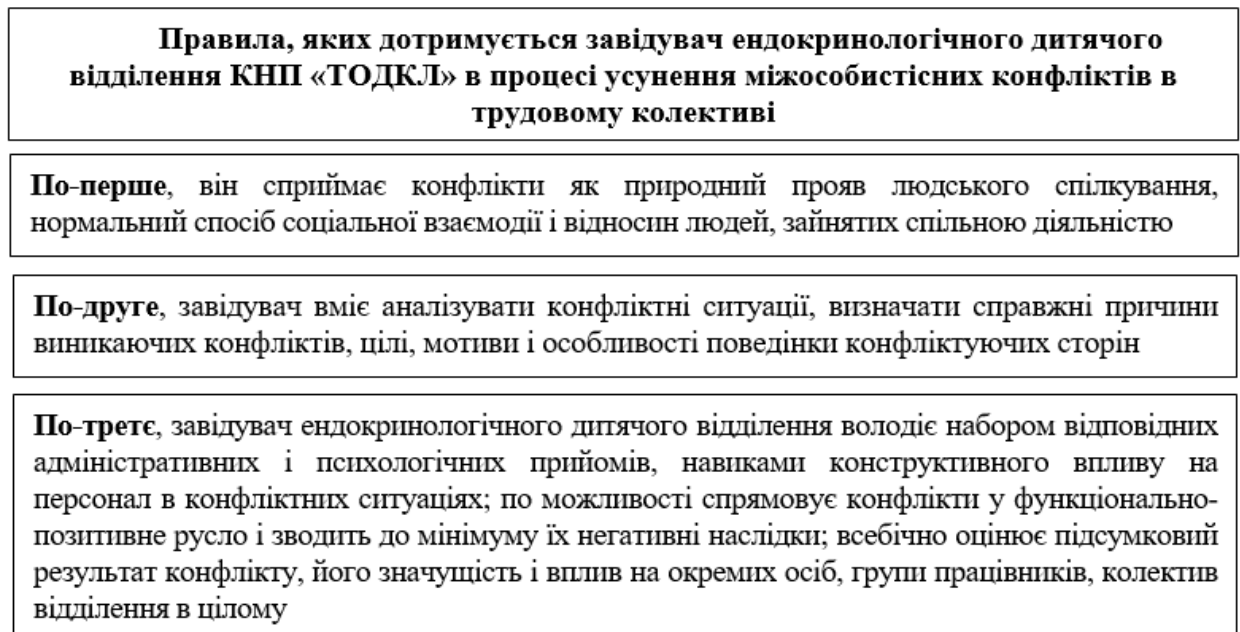 Правила, яких дотримується завідувач ендокринологічного дитячого
відділення КНП «ТОДКЛ» в процесі усунення міжособистісних конфліктів в
трудовому колективі
По-перше, він сприймає конфлікти як природний прояв людського спілкування,
нормальний спосіб соціальної взаємодії і відносин людей, зайнятих спільною діяльністю
По-друге, завідувач вміє аналізувати конфліктні ситуації, визначати справжні причини
виникаючих конфліктів, цілі, мотиви і особливості поведінки конфліктуючих сторін
По-третє, завідувач ендокринологічного дитячого відділення володіє набором відповідних
адміністративних і психологічних прийомів, навиками конструктивного впливу на
персонал в конфліктних ситуаціях; по можливості спрямовує конфлікти у функціонально-
позитивне русло і зводить до мінімуму їх негативні наслідки; всебічно оцінює підсумковий
результат конфлікту, його значущість і вплив на окремих осіб, групи працівників, колектив
відділення в цілому